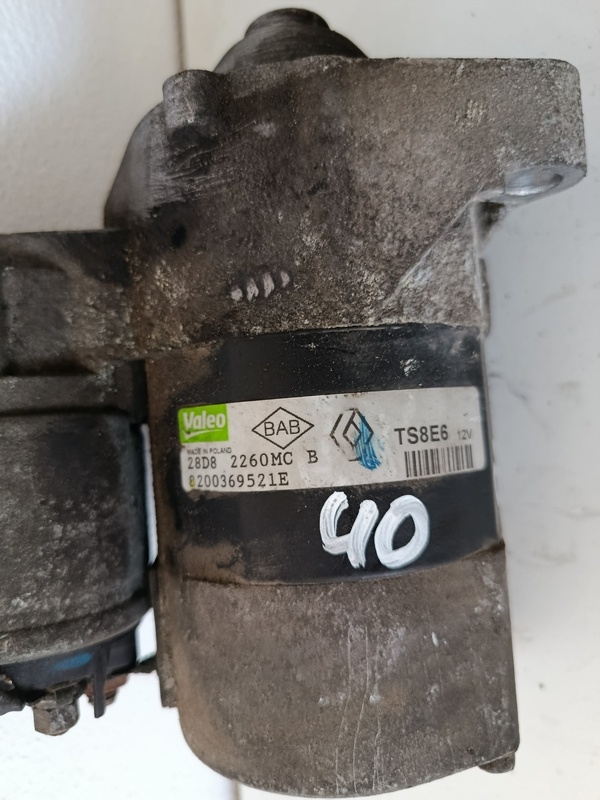 Valeo BAB TS8E6 12V
MADE IN POLAND
28D8 2260MC B
8200369521E
40